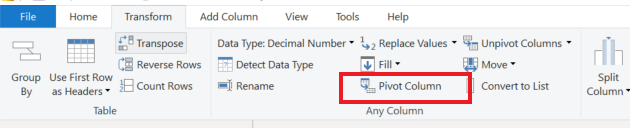 File Home Transform Add Column View Tools Help
Group By
Use First Row as Headers
Transpose
Reverse Rows
Count Rows
Table
Data Type: Decimal Number
Detect Data Type
Rename
Replace Values
Fill
Pivot Column
Unpivot Columns
Move
Convert to List
Any Column
Split Column